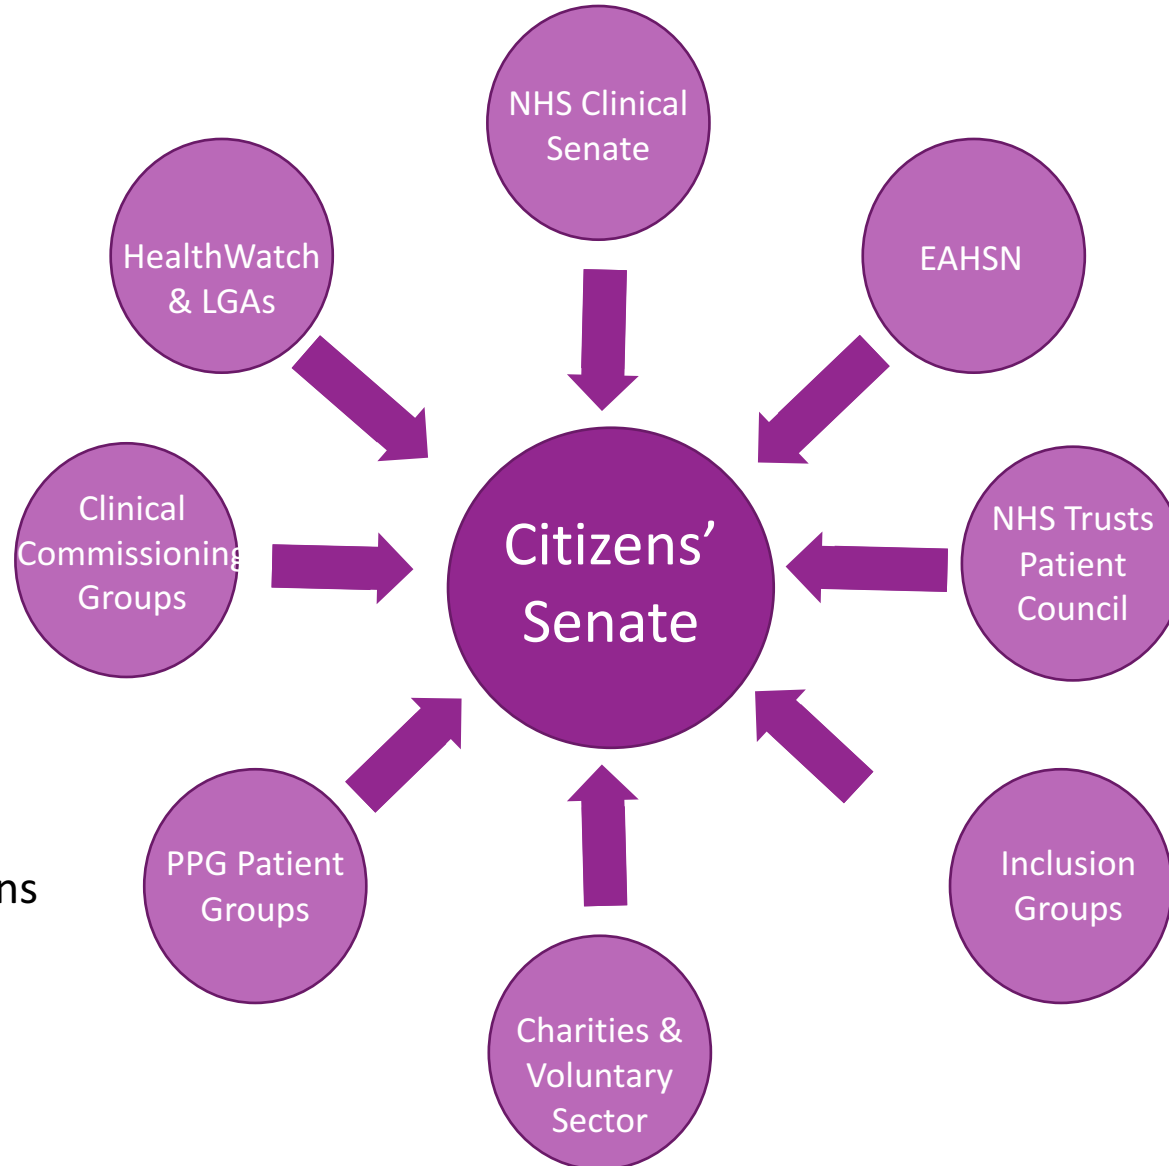 NHS Clinical
Senate
HealthWatch
& LGAs
EAHSN
Clinical
Commissioning
Groups
Citizens’
Senate
NHS Trusts
Patient
Council
PPG Patient
Groups
ns
Inclusion
Groups
Charities &
Voluntary
Sector